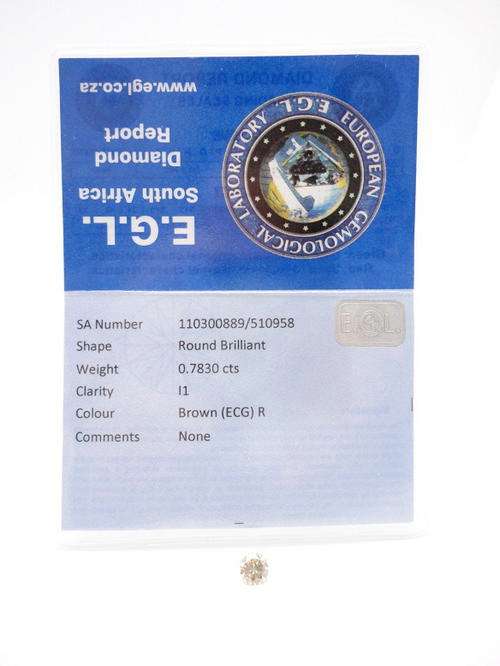 E.G.L.
South Africa
Diamond
Report
www.egl.co.za
EUROPEAN GEMOLOGICAL LABORATORY
E.G.L.
E.G.L.
SA Number 110300889/510958
Shape Round Brilliant
Weight 0.7830 cts
Clarity I1
Colour Brown (ECG) R
Comments None